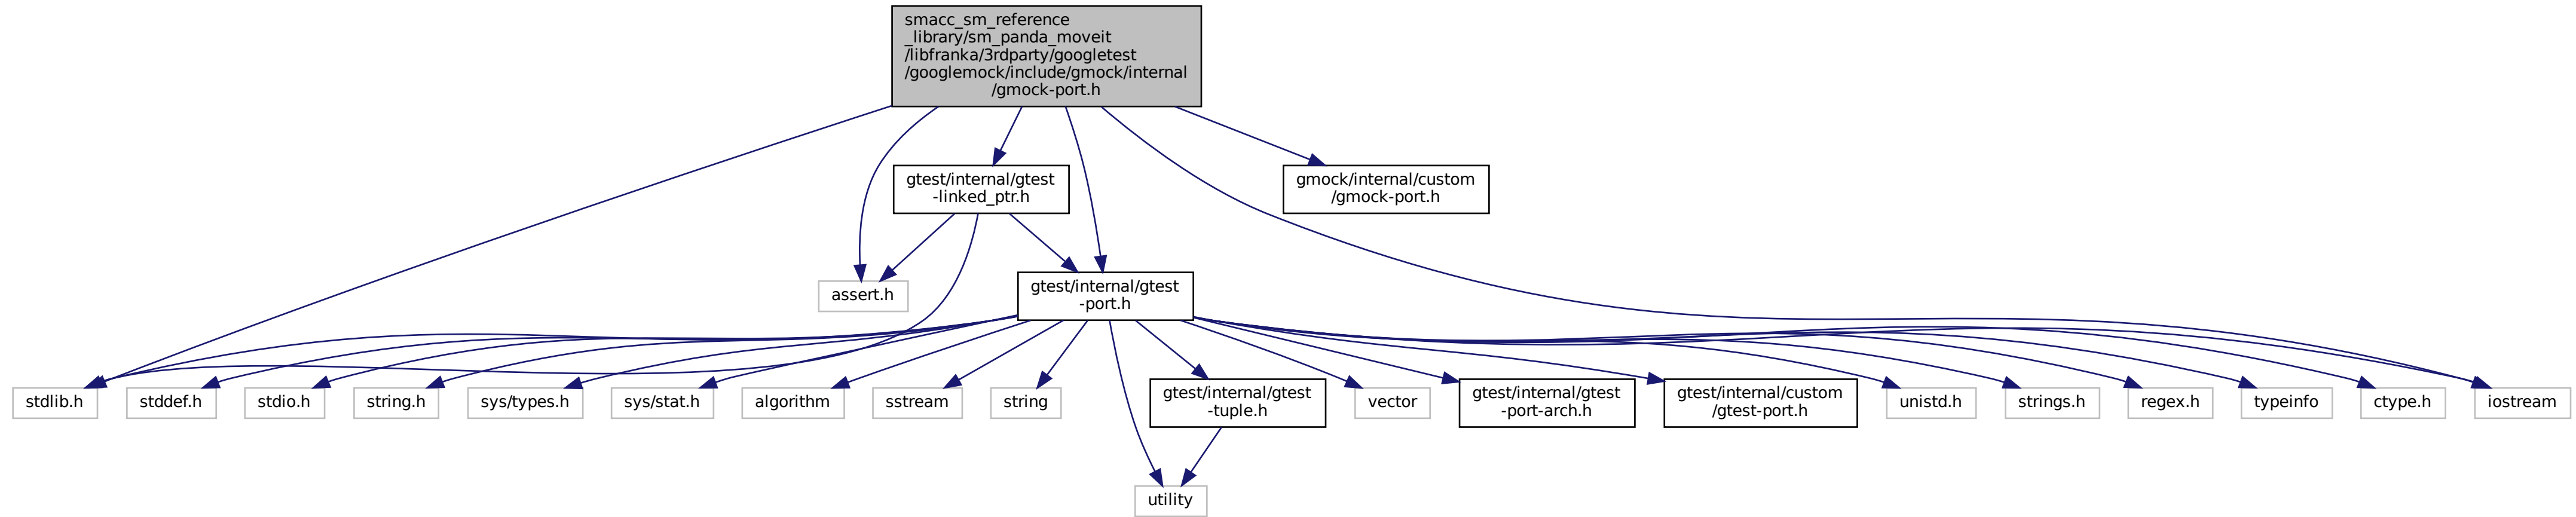 smacc_sm_reference
_library/sm_panda_moveit
/libfranka/3rdparty/googletest
/googlemock/include/gmock/internal
/gmock-port.h
gtest/internal/gtest
-linked_ptr.h
gmock/internal/custom
/gmock-port.h
assert.h
gtest/internal/gtest
-port.h
stdlib.h
stddef.h
stdio.h
string.h
sys/types.h
sys/stat.h
algorithm
sstream
string
gtest/internal/gtest
-tuple.h
vector
gtest/internal/gtest
-port-arch.h
gtest/internal/custom
/gtest-port.h
unistd.h
strings.h
regex.h
typeinfo
ctype.h
iostream
utility